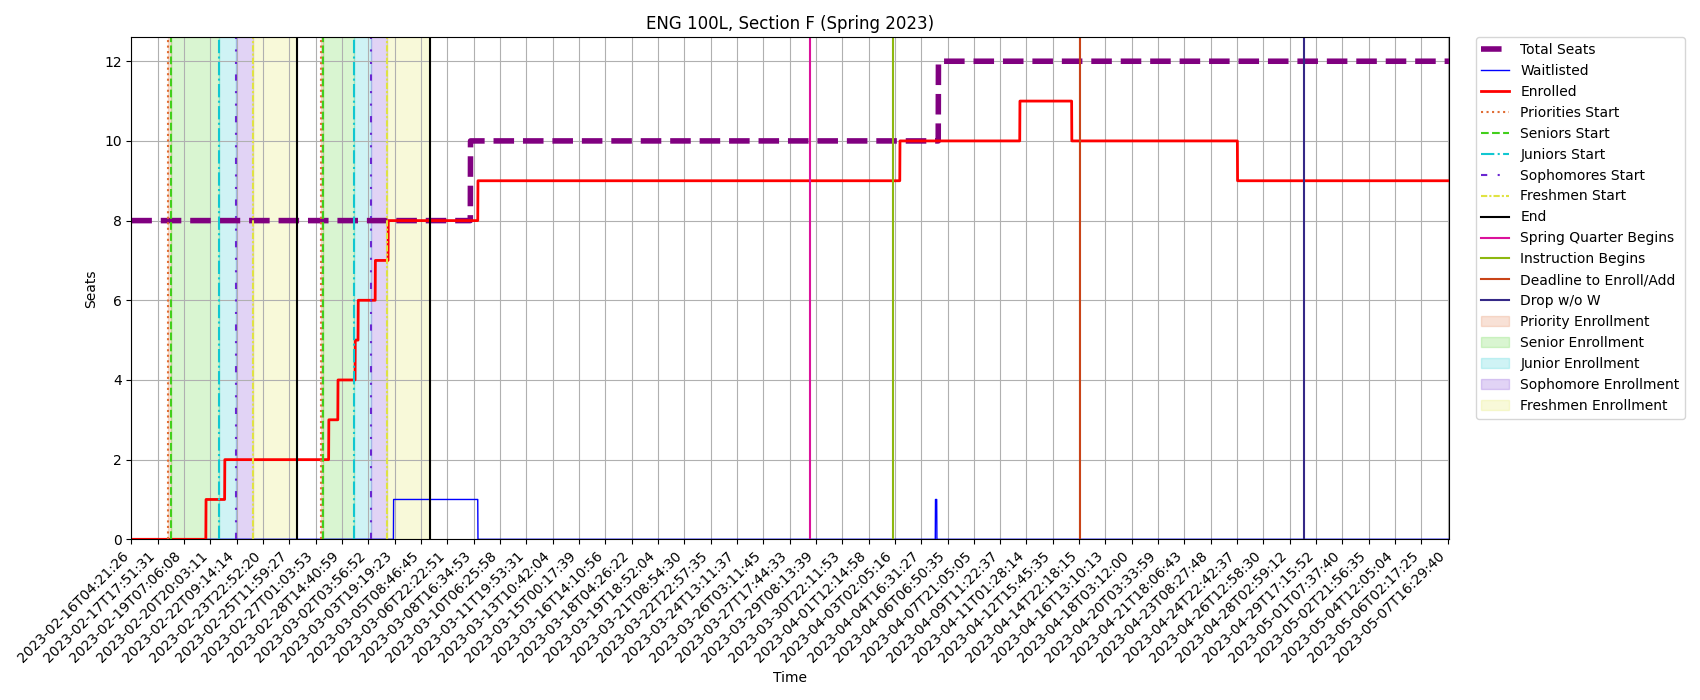 ENG 100L, Section F (Spring 2023)
Seats
12
10
8
6
4
2
0
2023-02-16T04:21:26
2023-02-17T17:51:31
2023-02-19T07:06:08
2023-02-20T20:03:11
2023-02-22T09:14:14
2023-02-23T22:52:20
2023-02-25T11:59:27
2023-02-27T01:03:53
2023-02-28T14:40:59
2023-03-02T03:56:52
2023-03-03T19:19:23
2023-03-05T08:46:45
2023-03-06T22:22:51
2023-03-08T16:34:53
2023-03-10T06:25:58
2023-03-11T19:53:31
2023-03-13T10:42:04
2023-03-15T00:17:39
2023-03-16T14:10:56
2023-03-18T04:26:22
2023-03-19T18:52:04
2023-03-21T08:54:30
2023-03-22T22:57:35
2023-03-24T13:11:37
2023-03-26T03:11:45
2023-03-27T17:44:33
2023-03-29T08:13:39
2023-03-30T22:11:53
2023-04-01T12:14:58
2023-04-03T02:05:16
2023-04-04T16:31:27
2023-04-06T06:50:35
2023-04-07T21:05:05
2023-04-09T11:22:37
2023-04-11T01:28:14
2023-04-12T15:45:35
2023-04-14T22:18:15
2023-04-16T13:10:13
2023-04-18T03:12:00
2023-04-20T03:33:59
2023-04-21T18:06:43
2023-04-23T08:27:48
2023-04-24T22:42:37
2023-04-26T12:58:30
2023-04-28T02:59:12
2023-04-29T17:15:52
2023-05-01T07:37:40
2023-05-02T21:56:35
2023-05-04T12:05:04
2023-05-06T02:17:25
2023-05-07T16:29:40
Time
Total Seats
Waitlisted
Enrolled
Priorities Start
Seniors Start
Juniors Start
Sophomores Start
Freshmen Start
End
Spring Quarter Begins
Instruction Begins
Deadline to Enroll/Add
Drop w/o W
Priority Enrollment
Senior Enrollment
Junior Enrollment
Sophomore Enrollment
Freshmen Enrollment